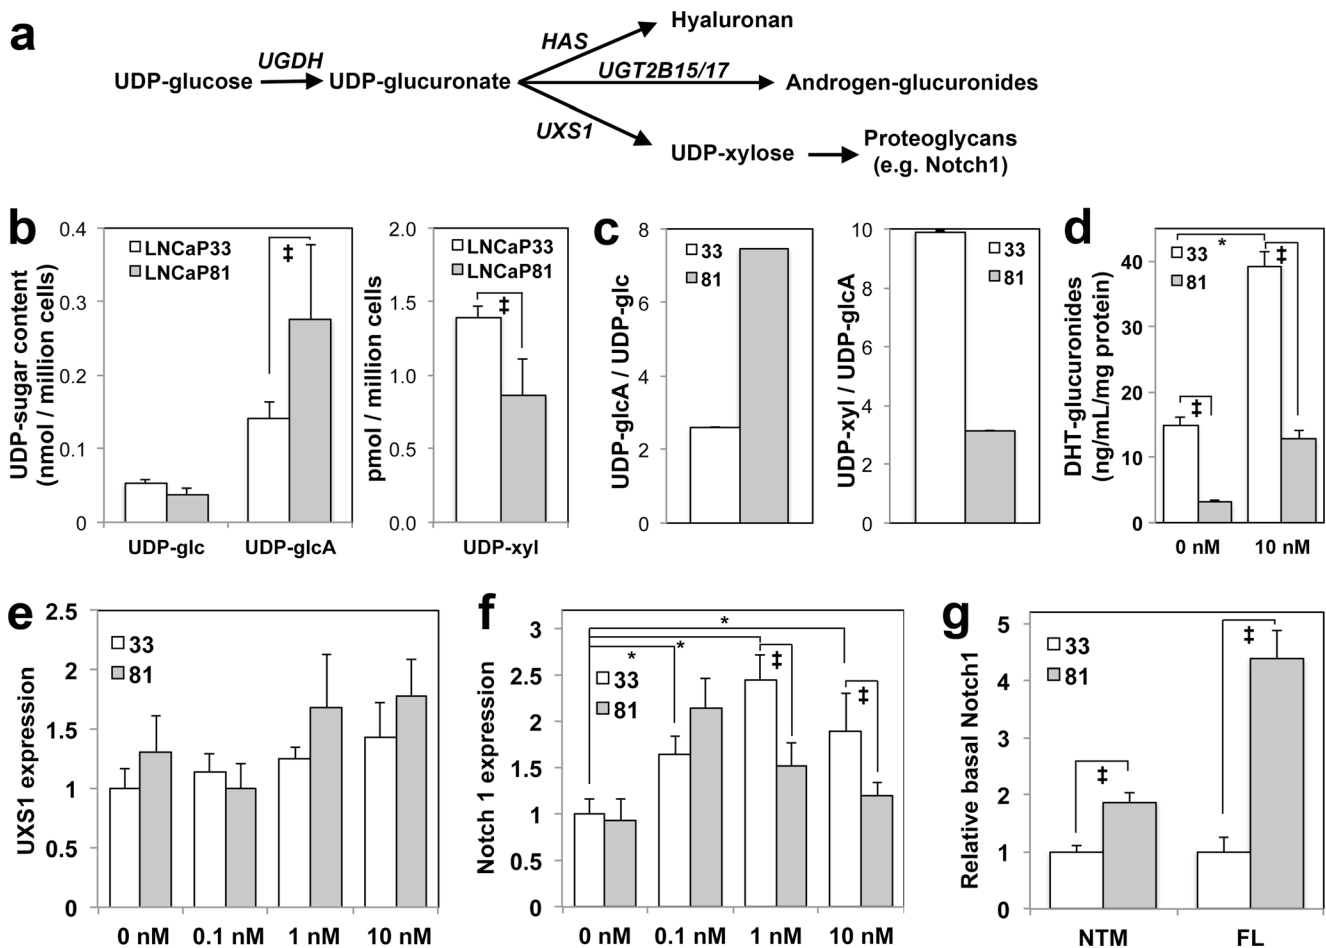 a
UGDH
HAS
UGT2B15/17
UXS1
UDP-glucose
UDP-glucuronate
Hyaluronan
Androgen-glucuronides
UDP-xylose
Proteoglycans
(e.g. Notch1)
b
UDP-sugar content
(nmol / million cells)
0.4
0.3
0.2
0.1
0
LNCaP33
LNCaP81
‡
UDP-glc
UDP-glcA
pmol / million cells
2.0
1.5
1.0
0.5
0.0
LNCaP33
LNCaP81
‡
UDP-xyl
c
UDP-glcA / UDP-glc
8
6
4
2
0
33
81
UDP-xyl / UDP-glcA
10
8
6
4
2
0
33
81
d
DHT-glucuronides
(ng/mL/mg protein)
40
30
20
10
0
33
81
*
‡
‡
0 nM
10 nM
e
UXS1 expression
2.5
2
1.5
1
0.5
0
33
81
0 nM
0.1 nM
1 nM
10 nM
f
Notch 1 expression
3
2.5
2
1.5
1
0.5
0
33
81
*
*
*
‡
‡
0 nM
0.1 nM
1 nM
10 nM
g
Relative basal Notch1
5
4
3
2
1
0
33
81
‡
‡
NTM
FL